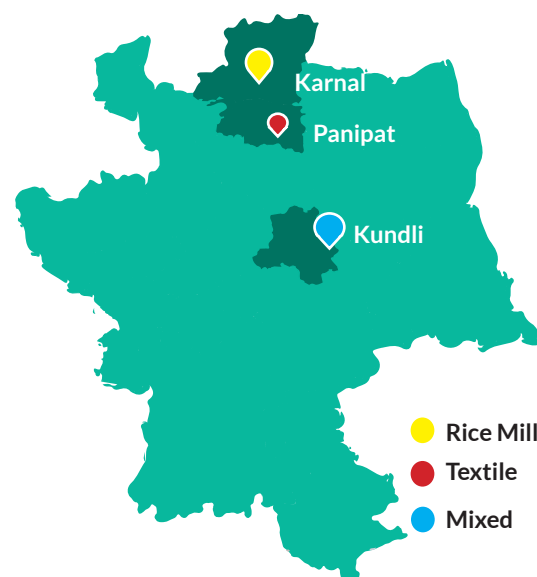 Karnal
Panipat
Kundli
Rice Mill
Textile
Mixed